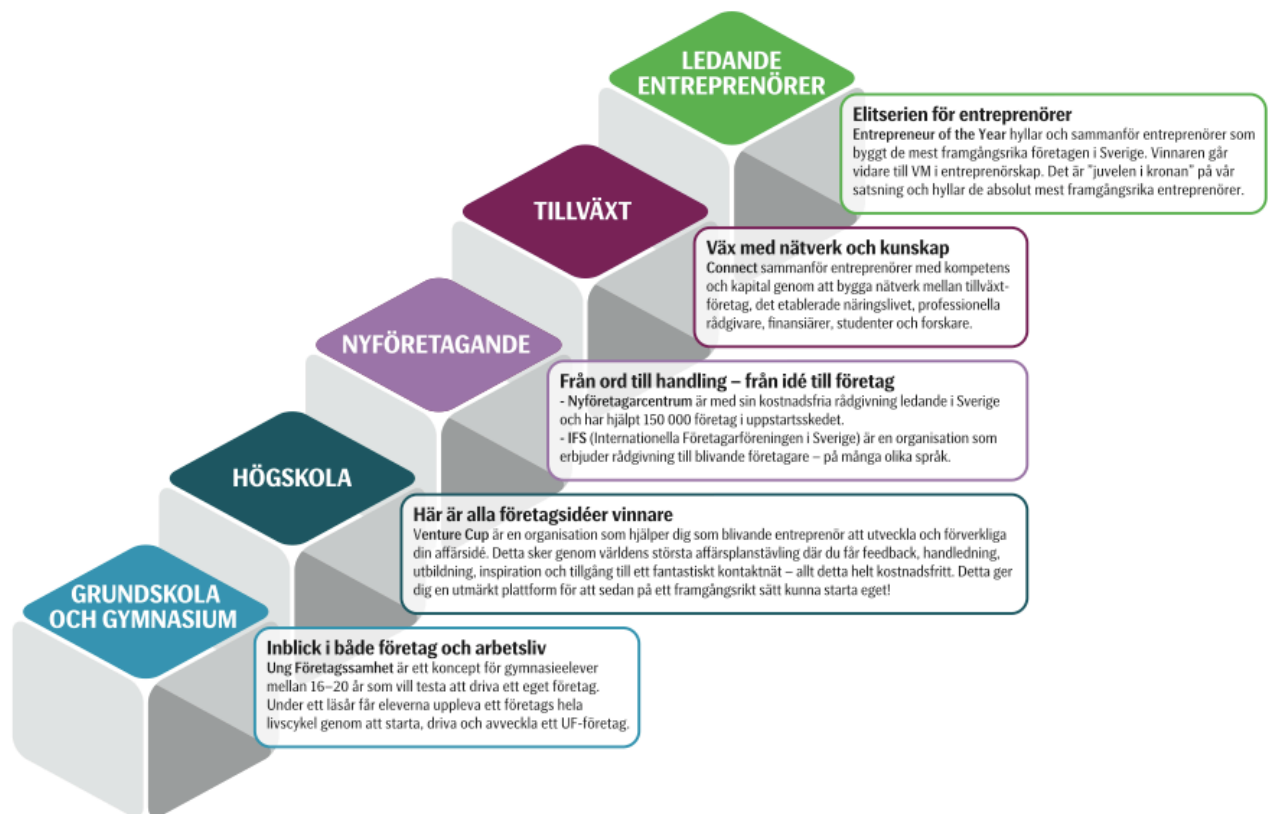 LEDANDE
ENTREPRENÖRER
Elitserien för entreprenörer
Entrepreneur of the Year hyllar och sammanför entreprenörer som
byggt de mest framgångsrika företagen i Sverige. Vinnaren går
vidare till VM i entreprenörskap. Det är "juvelen i kronan" på vår
satsning och hyllar de absolut mest framgångsrika entreprenörer.
TILLVÄXT
Väx med nätverk och kunskap
Connect sammanför entreprenörer med kompetens
och kapital genom att bygga nätverk mellan tillväxt-
företag, det etablerade näringslivet, professionella
rådgivare, finansiärer, studenter och forskare.
NYFÖRETAGANDE
Från ord till handling – från idé till företag
- Nyföretagarcentrum är med sin kostnadsfria rådgivning ledande i Sverige
och har hjälpt 150 000 företag i uppstartsskedet.
- IFS (Internationella Företagarföreningen i Sverige) är en organisation som
erbjuder rådgivning till blivande företagare – på många olika språk.
HÖGSKOLA
Här är alla företagsidéer vinnare
Venture Cup är en organisation som hjälper dig som blivande entreprenör att utveckla och förverkliga
din affärsidé. Detta sker genom världens största affärsplanstävling där du får feedback, handledning,
utbildning, inspiration och tillgång till ett fantastiskt kontaktnät – allt detta helt kostnadsfritt. Detta ger
dig en utmärkt plattform för att sedan på ett framgångsrikt sätt kunna starta eget!
GRUNDSKOLA
OCH GYMNASIUM
Inblick i både företag och arbetsliv
Ung Företagssamhet är ett koncept för gymnasieelever
mellan 16–20 år som vill testa att driva ett eget företag.
Under ett läsår får eleverna uppleva ett företags hela
livscykel genom att starta, driva och avveckla ett UF-företag.